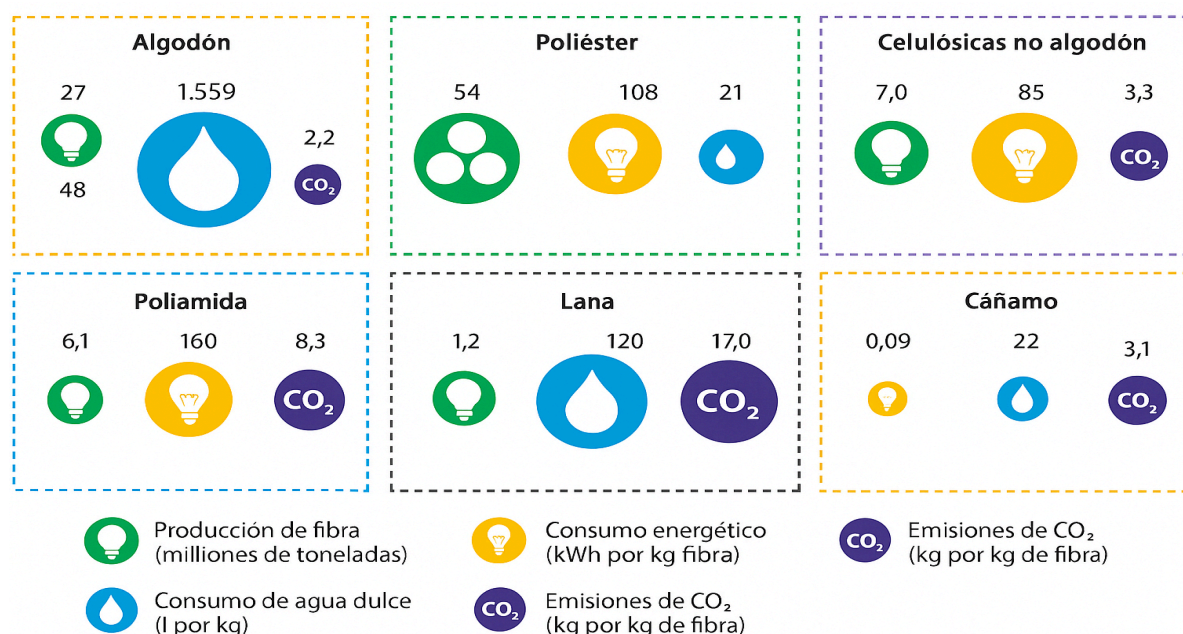 Algodón
27
1.559
2,2
48
CO₂
Poliéster
54
108
21
Celulósicas no algodón
7,0
85
3,3
CO₂
Poliamida
6,1
160
8,3
CO₂
Lana
1,2
120
17,0
CO₂
Cáñamo
0,09
22
3,1
CO₂
Producción de fibra
(milliones de toneladas)
Consumo energético
(kWh por kg fibra)
CO₂
Emisiones de CO₂
(kg por kg de fibra)
Consumo de agua dulce
(l por kg)
CO₂
Emisiones de CO₂
(kg por kg de fibra)